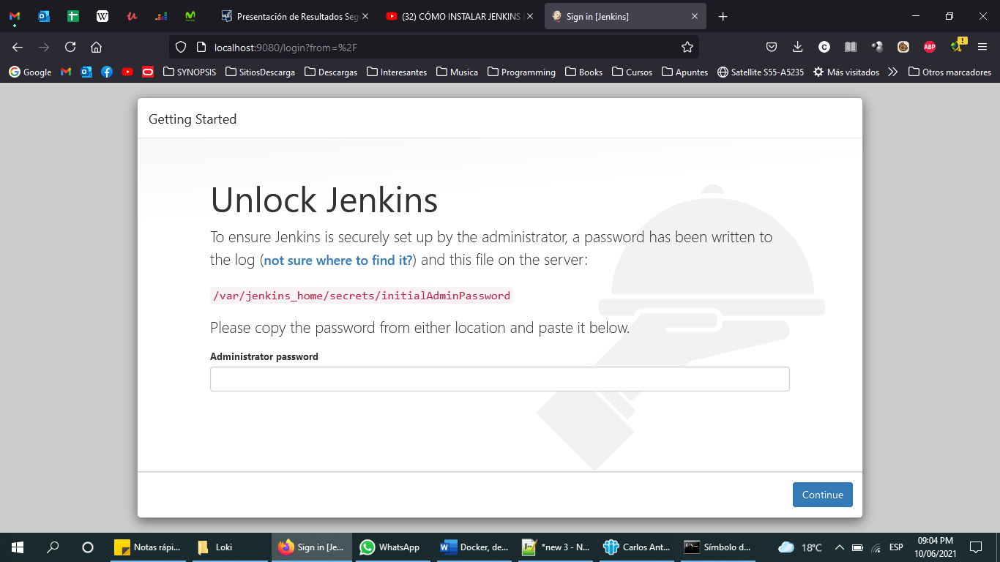 Presentación de Resultados Seg
(32) CÓMO INSTALAR JENKINS
Sign in [Jenkins]
localhost:9080/login?from=%2F
C
ABP
!
Google
SYNOPSIS
SitiosDescarga
Descargas
Interesantes
Musica
Programming
Books
Cursos
Apuntes
Satellite S55-A5235
Más visitados
Otros marcadores
Getting Started
Unlock Jenkins
To ensure Jenkins is securely set up by the administrator, a password has been written to
the log (not sure where to find it?) and this file on the server:
/var/jenkins_home/secrets/initialAdminPassword
Please copy the password from either location and paste it below.
Administrator password
Continue
Notas rápi...
Loki
Sign in [Je...
WhatsApp
Docker, de...
*new 3 - N...
Carlos Ant...
Símbolo d...
18°C
ESP
09:04 PM
10/06/2021